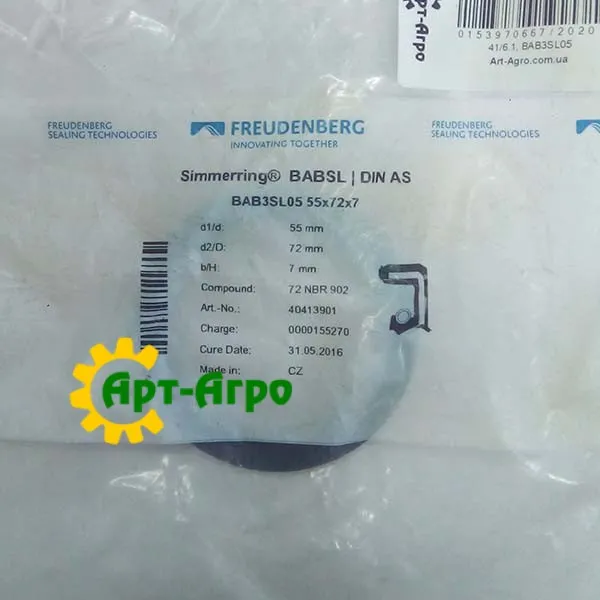 Арт-Агро
0153970667/2020
41/6.1, BAB3SL05
Art-Agro.com.ua
FREUDENBERG
SEALING TECHNOLOGIES
FREUDENBERG
INNOVATING TOGETHER
FREUDENBERG
SEALING TECHNOLOGIES
Simmerring® BABSL | DIN AS
BAB3SL05 55x72x7
d1/d: 55 mm
d2/D: 72 mm
b/H: 7 mm
Compound: 72 NBR 902
Art.-No.: 40413901
Charge: 0000155270
Cure Date: 31.05.2016
Made in: CZ
Арт-Агро